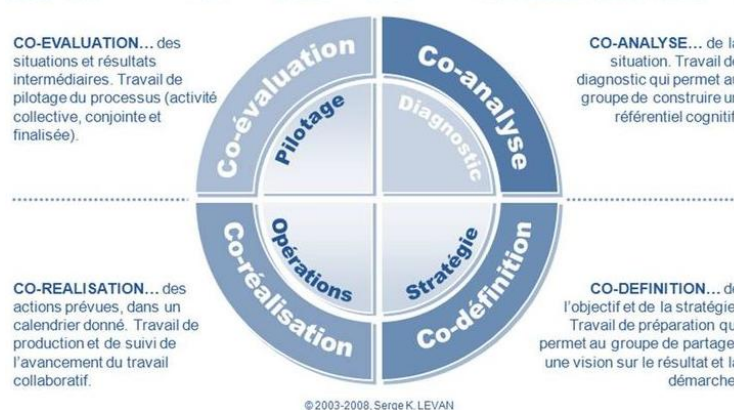 CO-EVALUATION... des
situations et résultats
intermédiaires. Travail de
pilotage du processus (activité
collective, conjointe et
finalisée).
Co-évaluation
Pilotage
Co-analyse
Diagnostic
CO-ANALYSE... de la
situation. Travail de
diagnostic qui permet au
groupe de construire un
référentiel cognitif
CO-REALISATION... des
actions prévues, dans un
calendrier donné. Travail de
production et de suivi de
l'avancement du travail
collaboratif.
Co-réalisation
Opérations
Co-définition
Stratégie
CO-DEFINITION... de
l'objectif et de la stratégie
Travail de préparation qu
permet au groupe de partage
une vision sur le résultat et la
démarche
© 2003-2008. Serge K. LEVAN